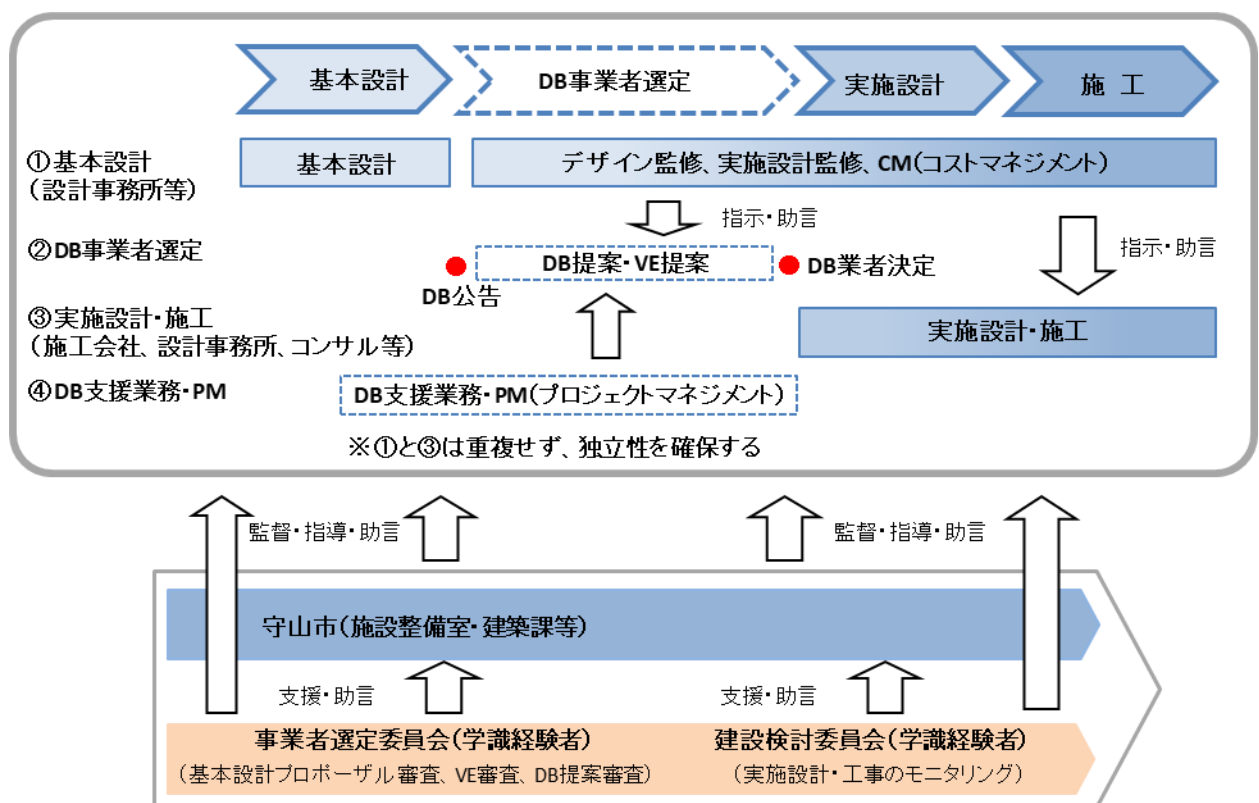 基本設計
DB事業者選定
実施設計
施 工
①基本設計
(設計事務所等)
基本設計
デザイン監修、実施設計監修、CM(コストマネジメント)
指示・助言
②DB事業者選定
DB提案・VE提案
DB業者決定
指示・助言
DB公告
③実施設計・施工
(施工会社、設計事務所、コンサル等)
実施設計・施工
④DB支援業務・PM
DB支援業務・PM(プロジェクトマネジメント)
※①と③は重複せず、独立性を確保する
監督・指導・助言
監督・指導・助言
守山市(施設整備室・建築課等)
支援・助言
支援・助言
事業者選定委員会(学識経験者)
(基本設計プロポーザル審査、VE審査、DB提案審査)
建設検討委員会(学識経験者)
(実施設計・工事のモニタリング)